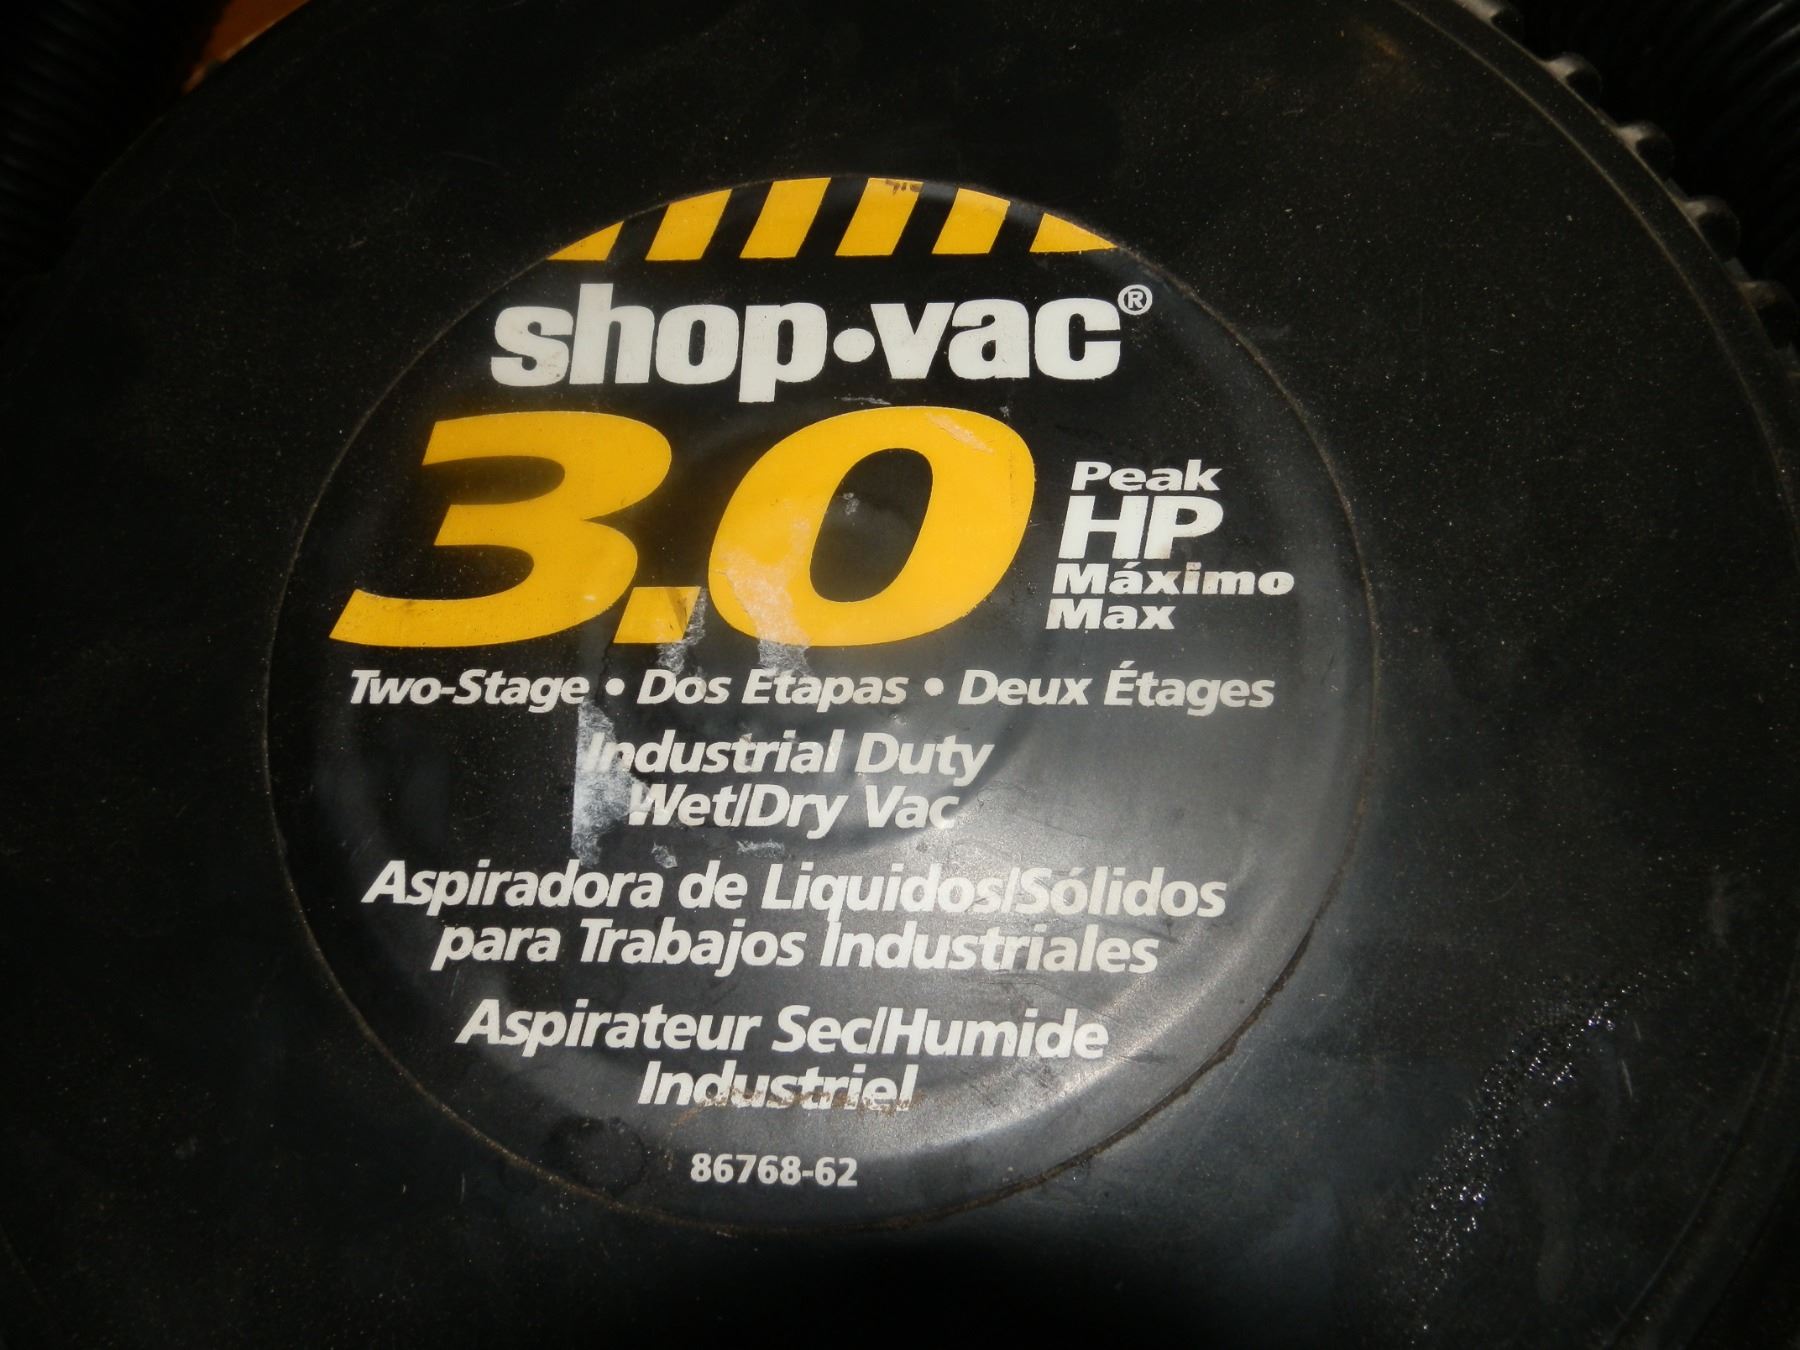 shop·vac®
3.0
Peak
HP
Máximo
Max
Two-Stage • Dos Etapas • Deux Étages
Industrial Duty
Wet/Dry Vac
Aspiradora de Liquidos/Sólidos
para Trabajos Industriales
Aspirateur Sec/Humide
Industriel
86768-62